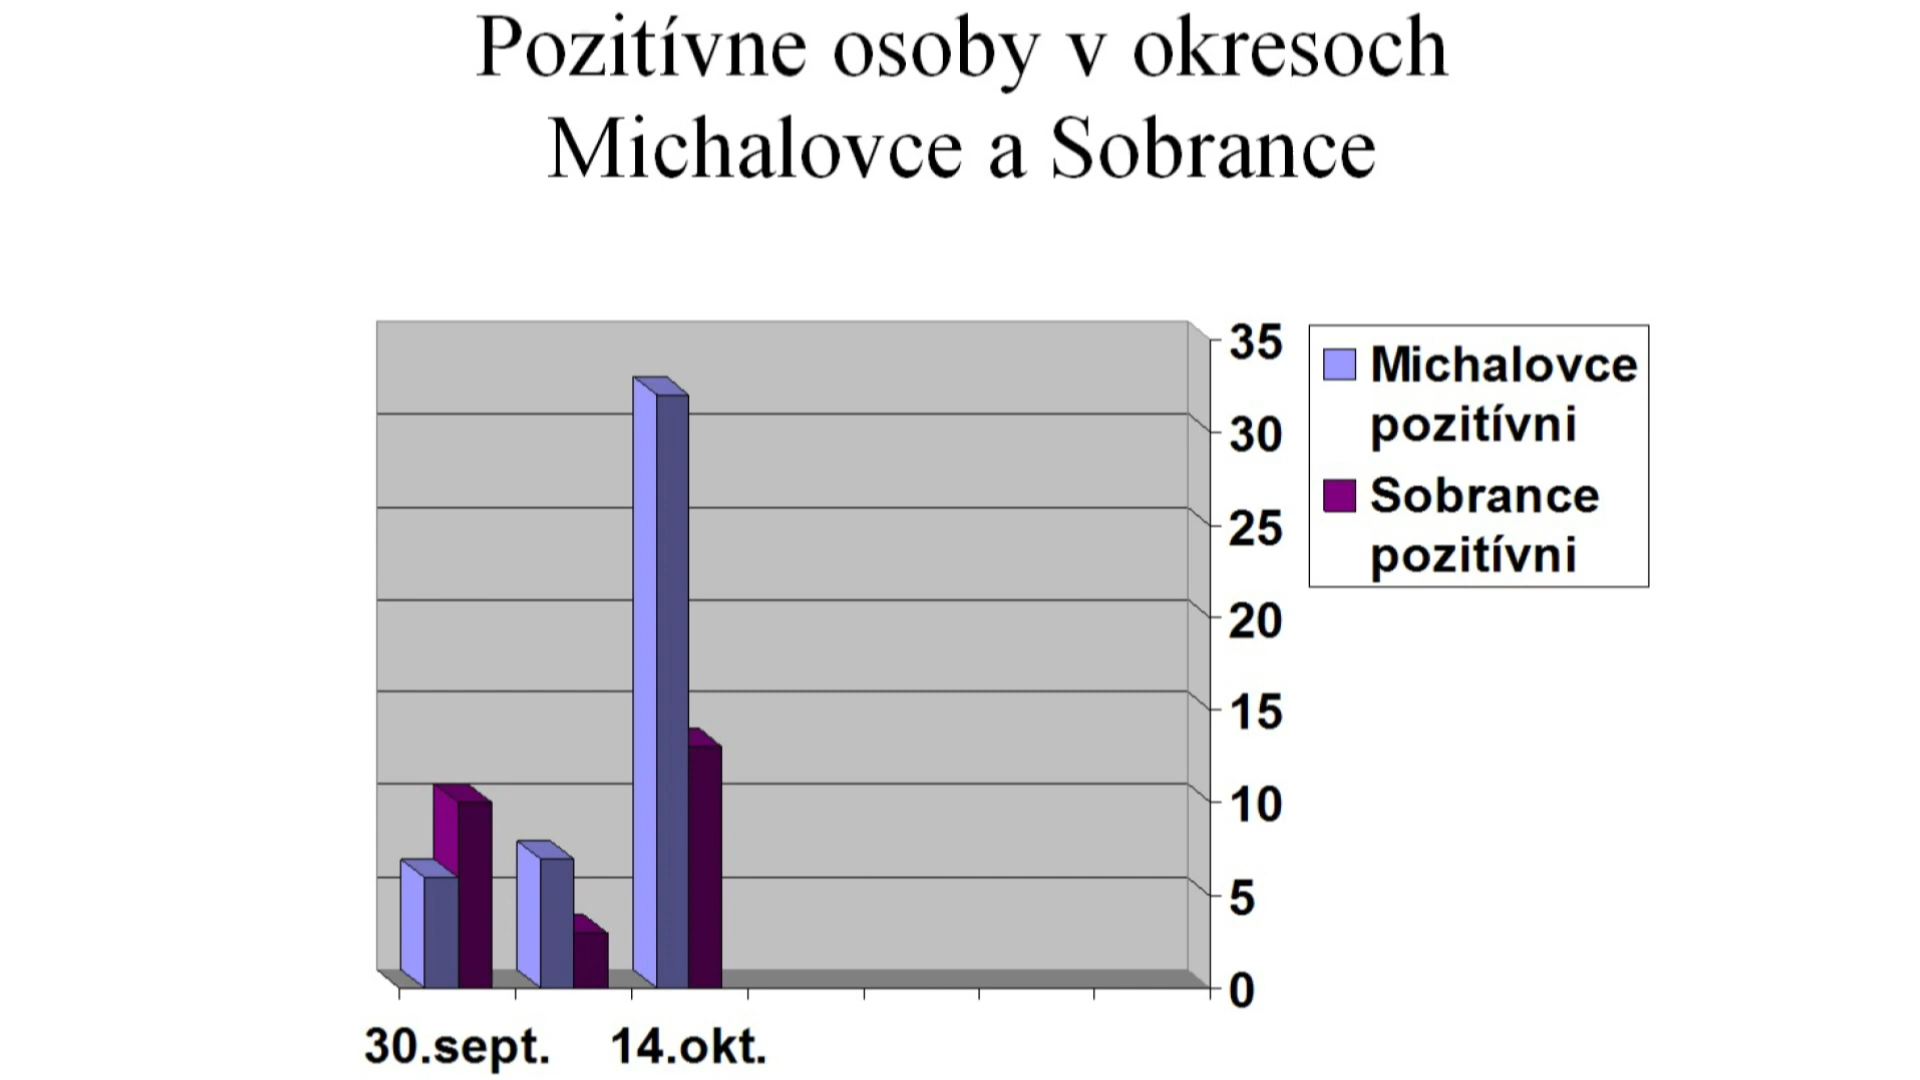 Pozitívne osoby v okresoch
Michalovce a Sobrance
35
30
25
20
15
10
5
0
Michalovce
pozitívni
Sobrance
pozitívni
30.sept.
14.okt.